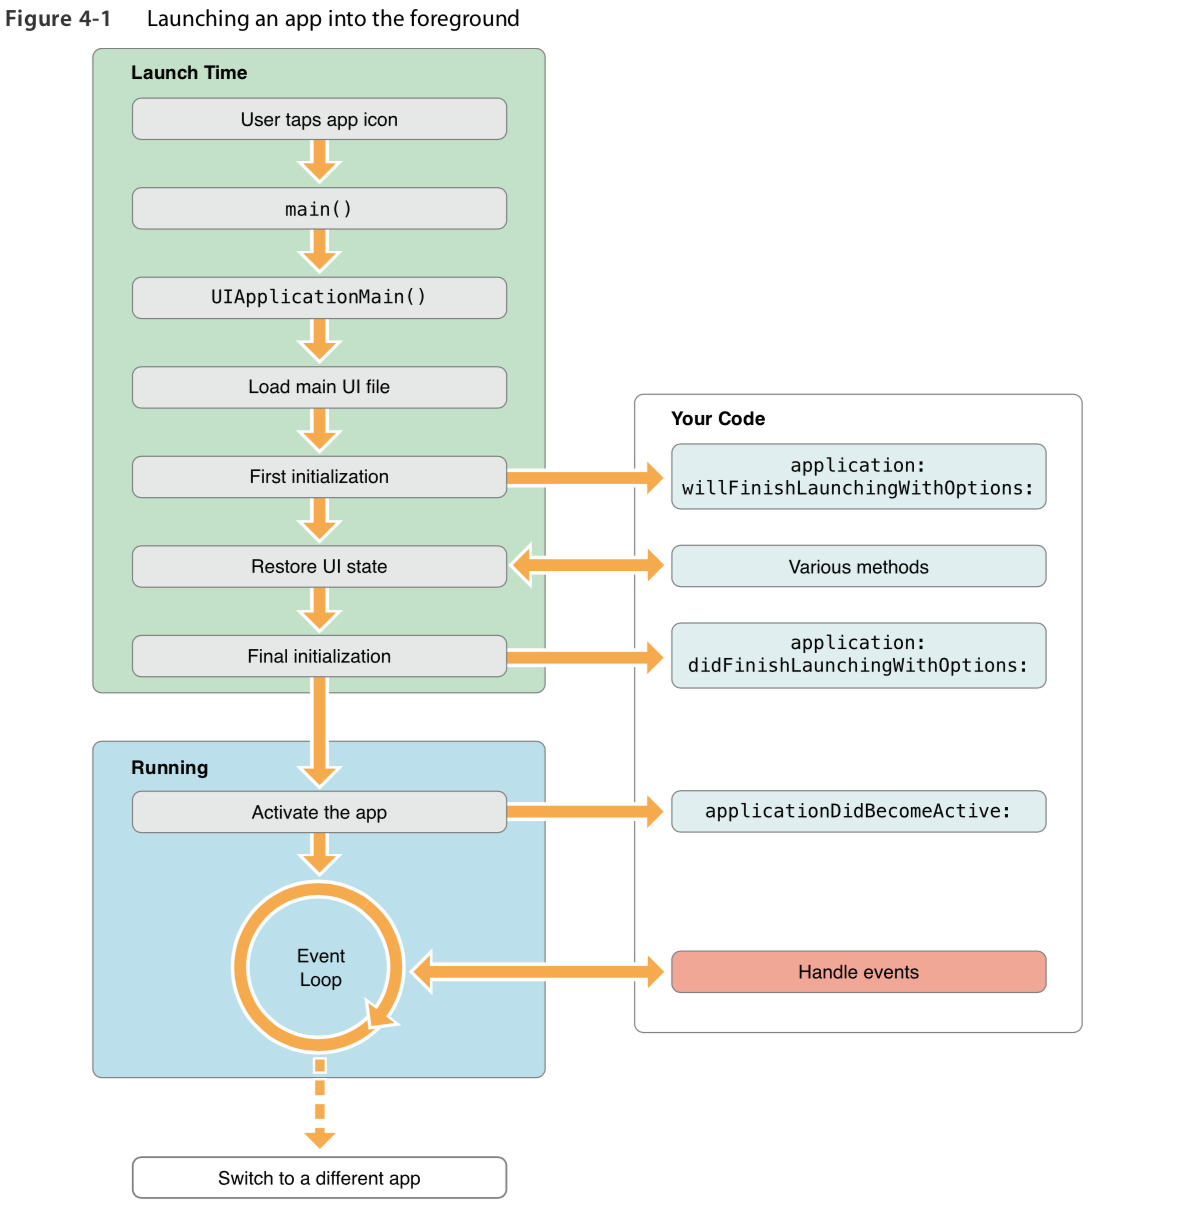 Figure 4-1 Launching an app into the foreground
Launch Time
User taps app icon
main()
UIApplicationMain()
Load main UI file
First initialization
Restore UI state
Final initialization
Your Code
application:
willFinishLaunchingWithOptions:
Various methods
application:
didFinishLaunchingWithOptions:
Running
Activate the app
applicationDidBecomeActive:
Event
Loop
Handle events
Switch to a different app